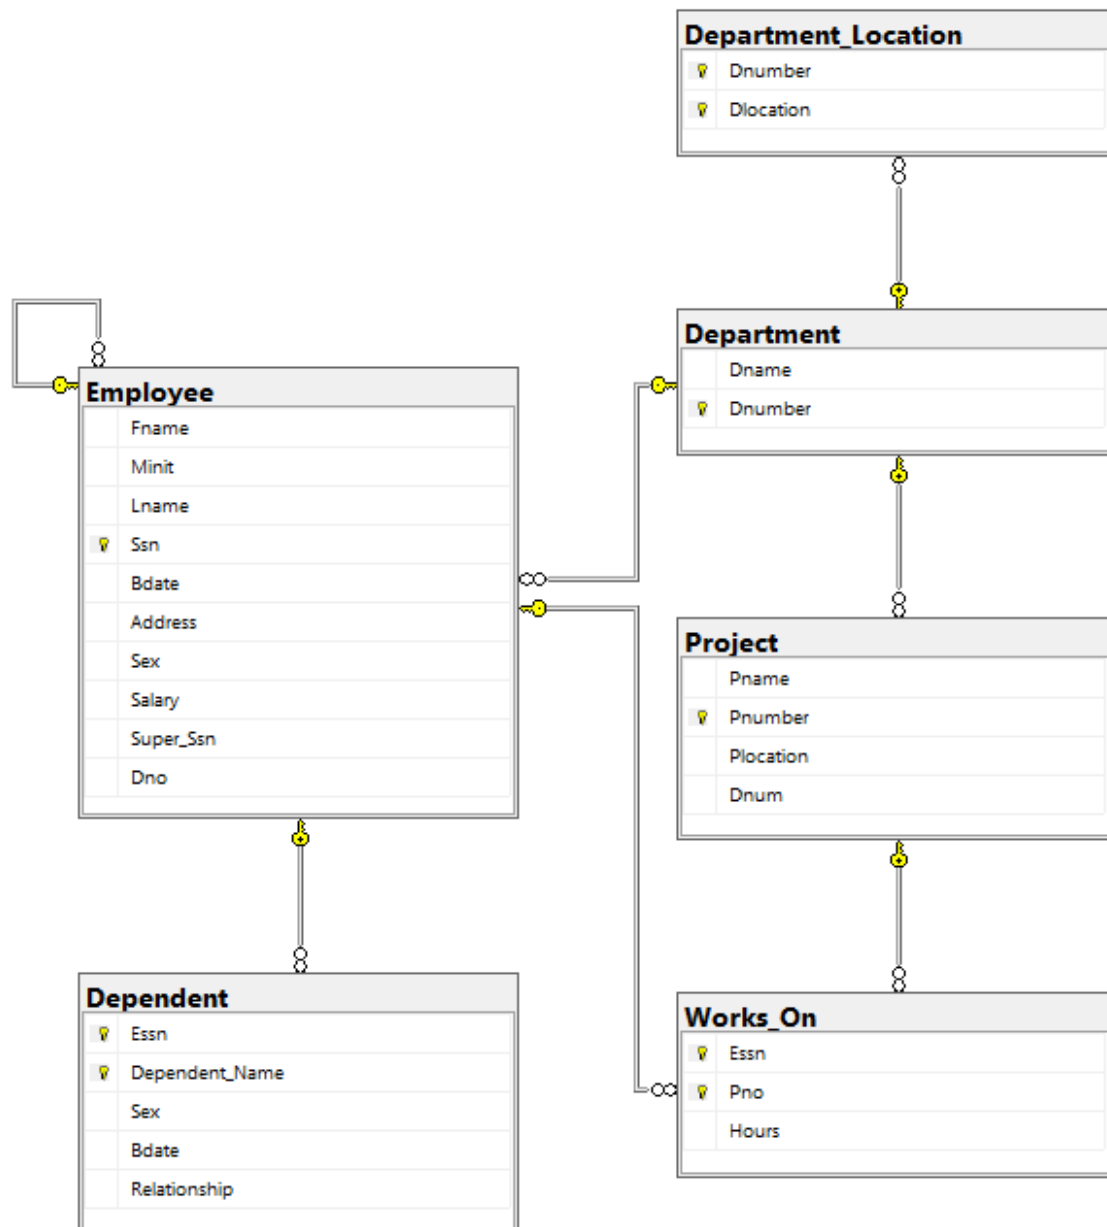 Department_Location
Dnumber
Dlocation
Department
Dname
Dnumber
Employee
Fname
Minit
Lname
Ssn
Bdate
Address
Sex
Salary
Super_Ssn
Dno
Project
Pname
Pnumber
Plocation
Dnum
Dependent
Essn
Dependent_Name
Sex
Bdate
Relationship
Works_On
Essn
Pno
Hours